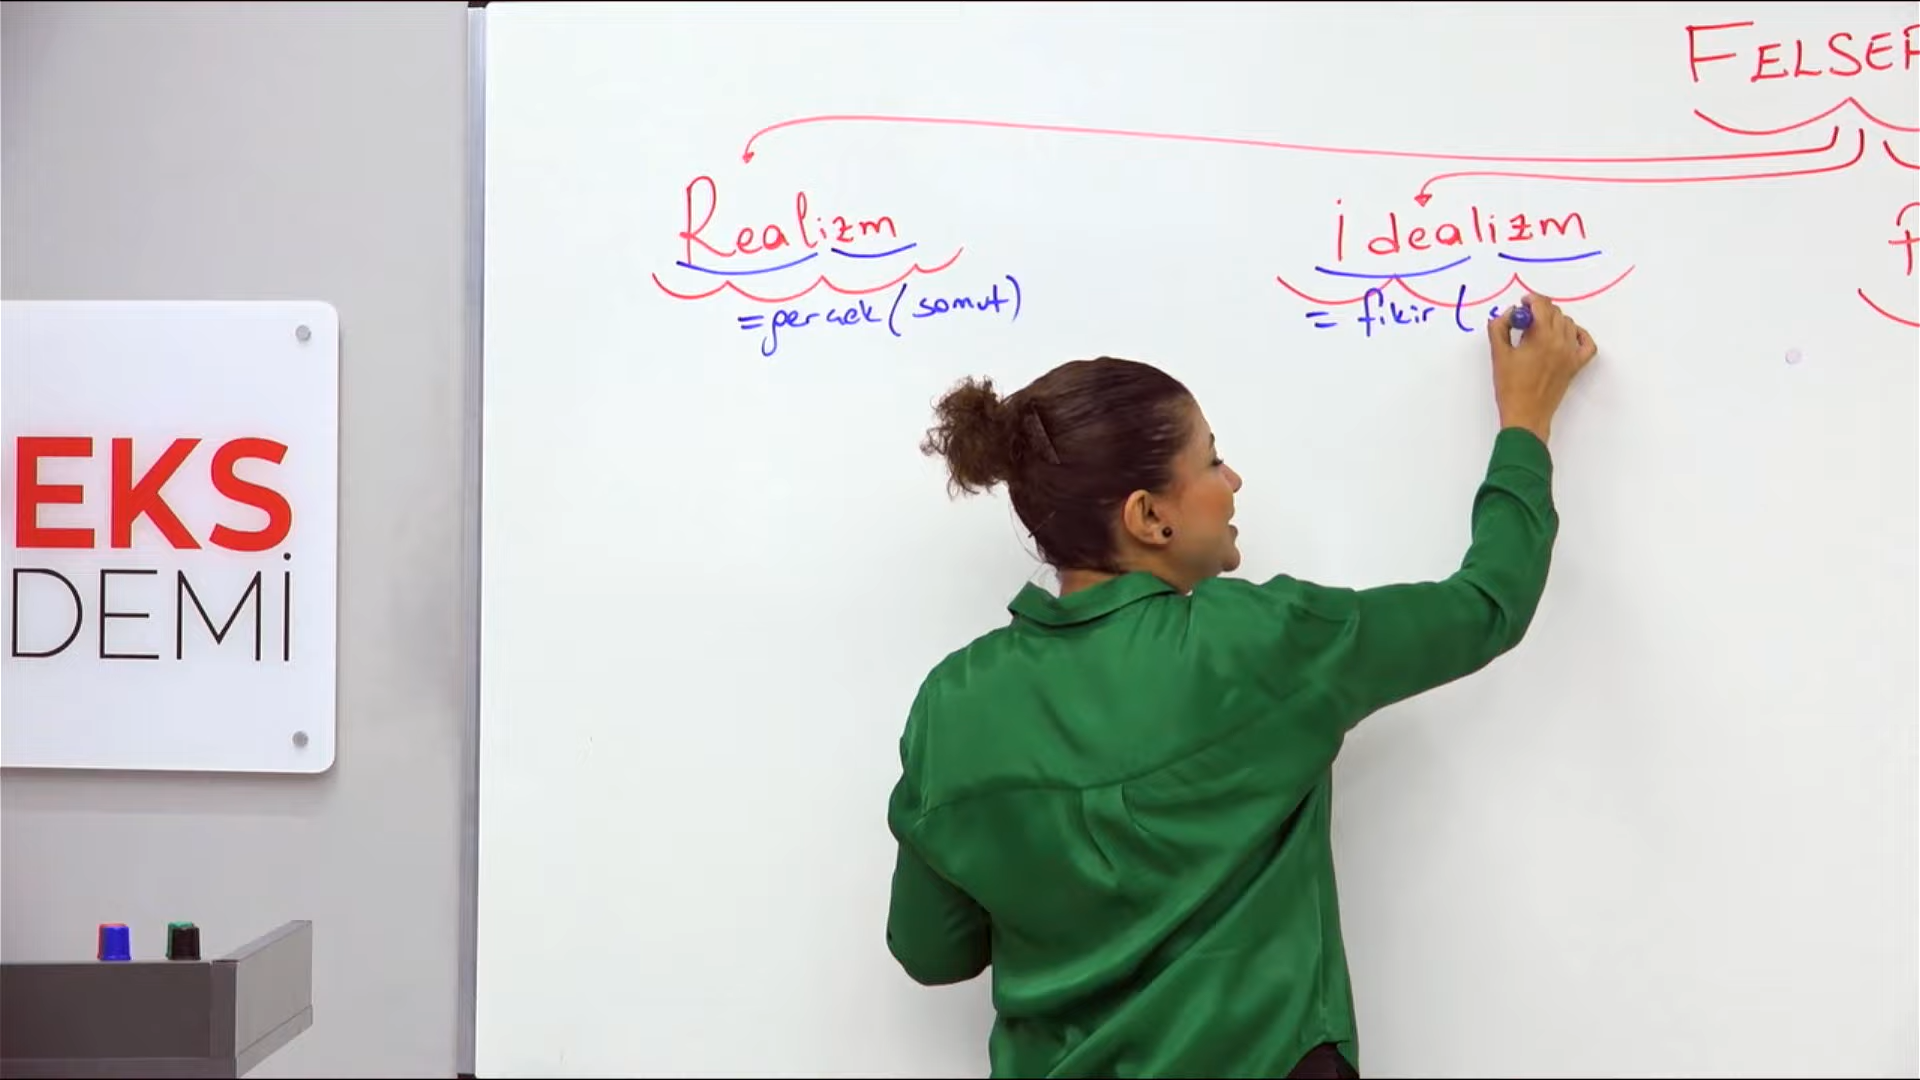 FELSEF
Realizm
İdealizm
f
=gerçek (somut)
= fikir ( s
EKS
DEMİ